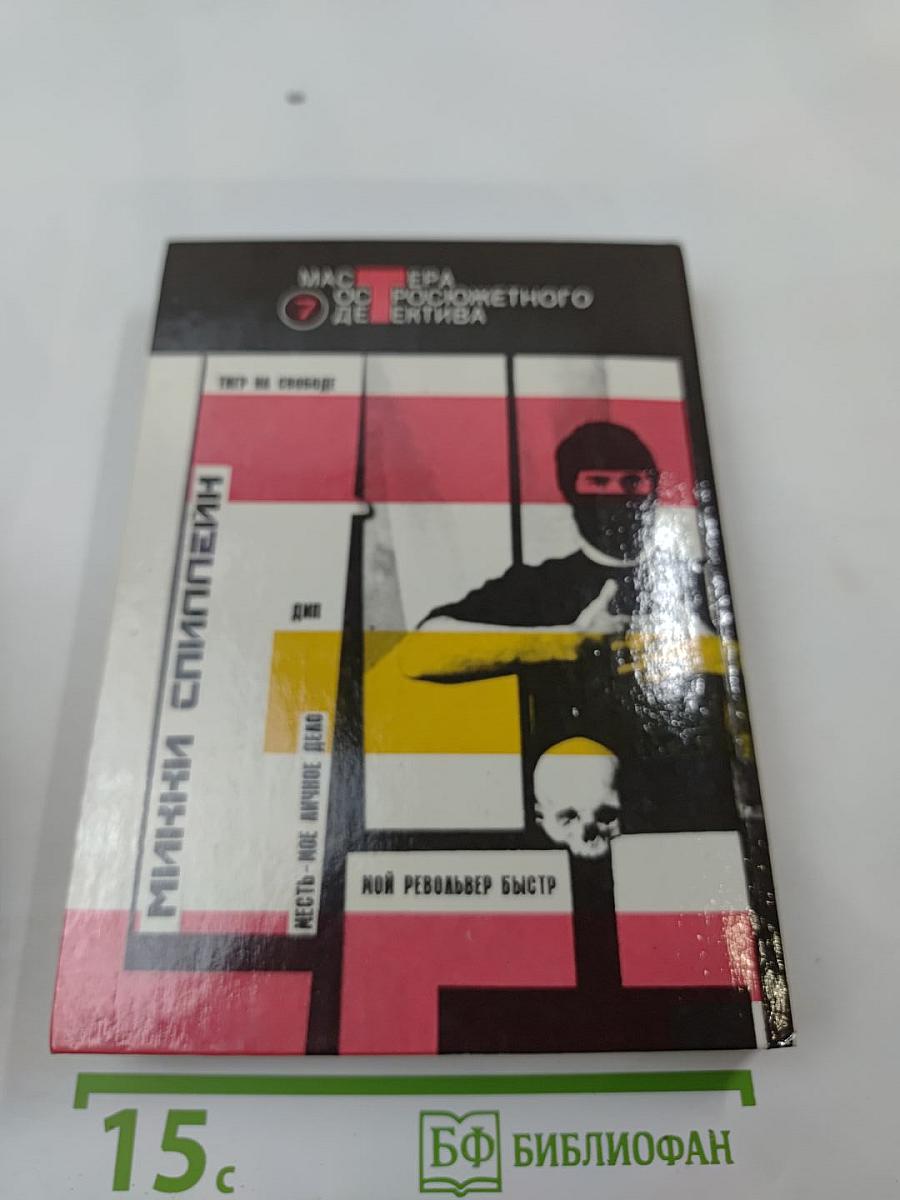 МАСТЕРА
7 ОСТРОСЮЖЕТНОГО
ДЕТЕКТИВА
ТИГР НА СВОБОДЕ
МИККИ СПИЛЛЕЙН
ДИП
МЕСТЬ-МОЕ ЛИЧНОЕ ДЕЛО
МОЙ РЕВОЛЬВЕР БЫСТР
15 с
БФ БИБЛИОФАН